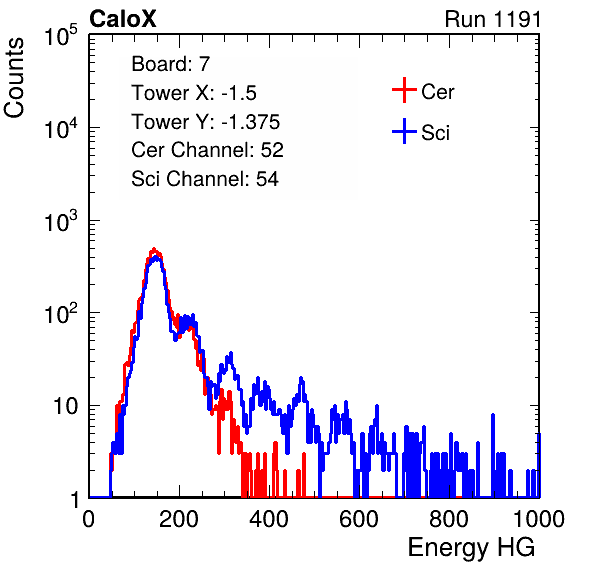 CaloX Run 1191
Counts
10^5
10^4
10^3
10^2
10
1
Board: 7
Tower X: -1.5
Tower Y: -1.375
Cer Channel: 52
Sci Channel: 54
Cer
Sci
0 200 400 600 800 1000
Energy HG